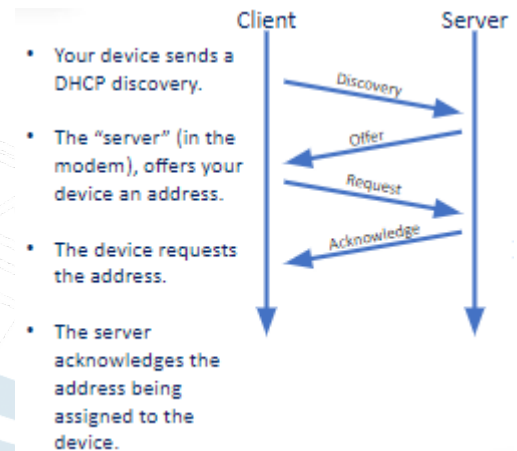 Client Server
• Your device sends a
DHCP discovery.
• The “server” (in the
modem), offers your
device an address.
• The device requests
the address.
• The server
acknowledges the
address being
assigned to the
device.
Discovery
Offer
Request
Acknowledge